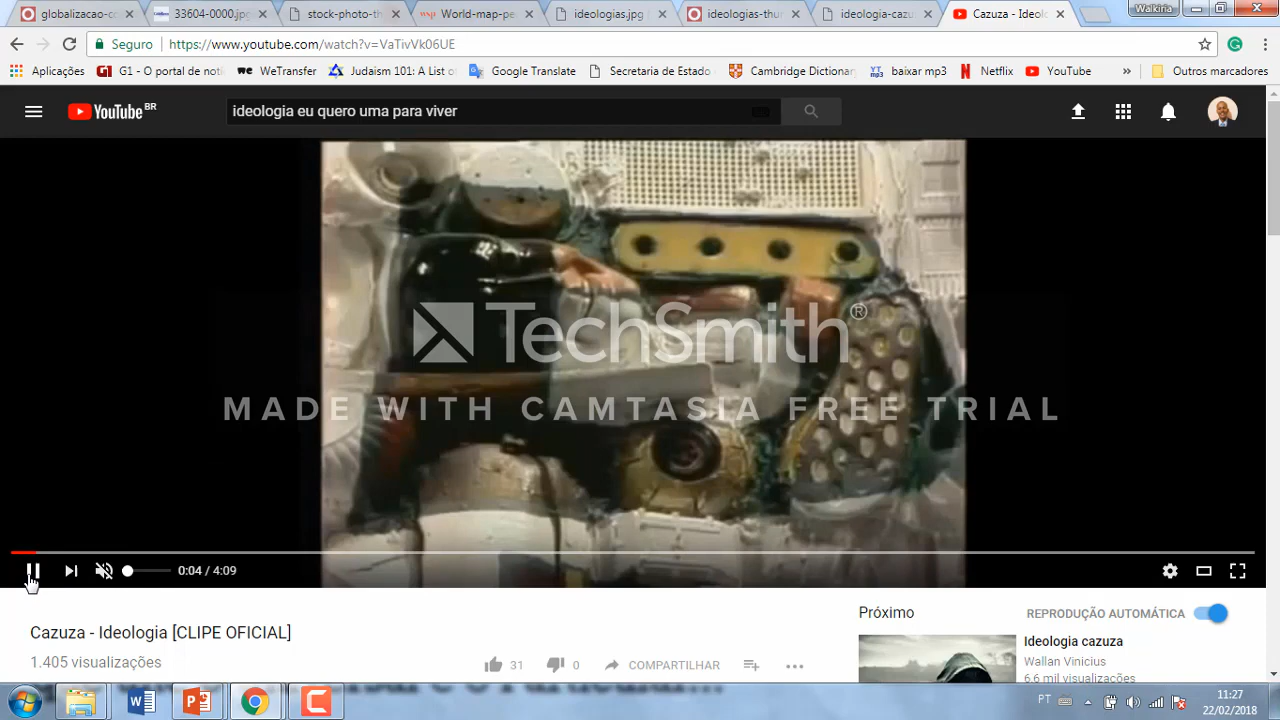 globalizacao-co
33604-0000.jpg
stock-photo-th
World-map-pe
ideologias.jpg
ideologias-thu
ideologia-cazu
Cazuza - Ideolo
Walkiria
Seguro
https://www.youtube.com/watch?v=VaTivVk06UE
Aplicações
G1 - O portal de noti
WeTransfer
Judaism 101: A List o
Google Translate
Secretaria de Estado
Cambridge Dictionar
baixar mp3
Netflix
YouTube
»
Outros marcadores
YouTube BR
ideologia eu quero uma para viver
TechSmith®
MADE WITH CAMTASIA FREE TRIAL
0:04 / 4:09
Cazuza - Ideologia [CLIPE OFICIAL]
1.405 visualizações
31
0
COMPARTILHAR
Próximo
REPRODUÇÃO AUTOMÁTICA
Ideologia cazuza
Wallan Vinicius
6,6 mil visualizações
PT
11:27
22/02/2018